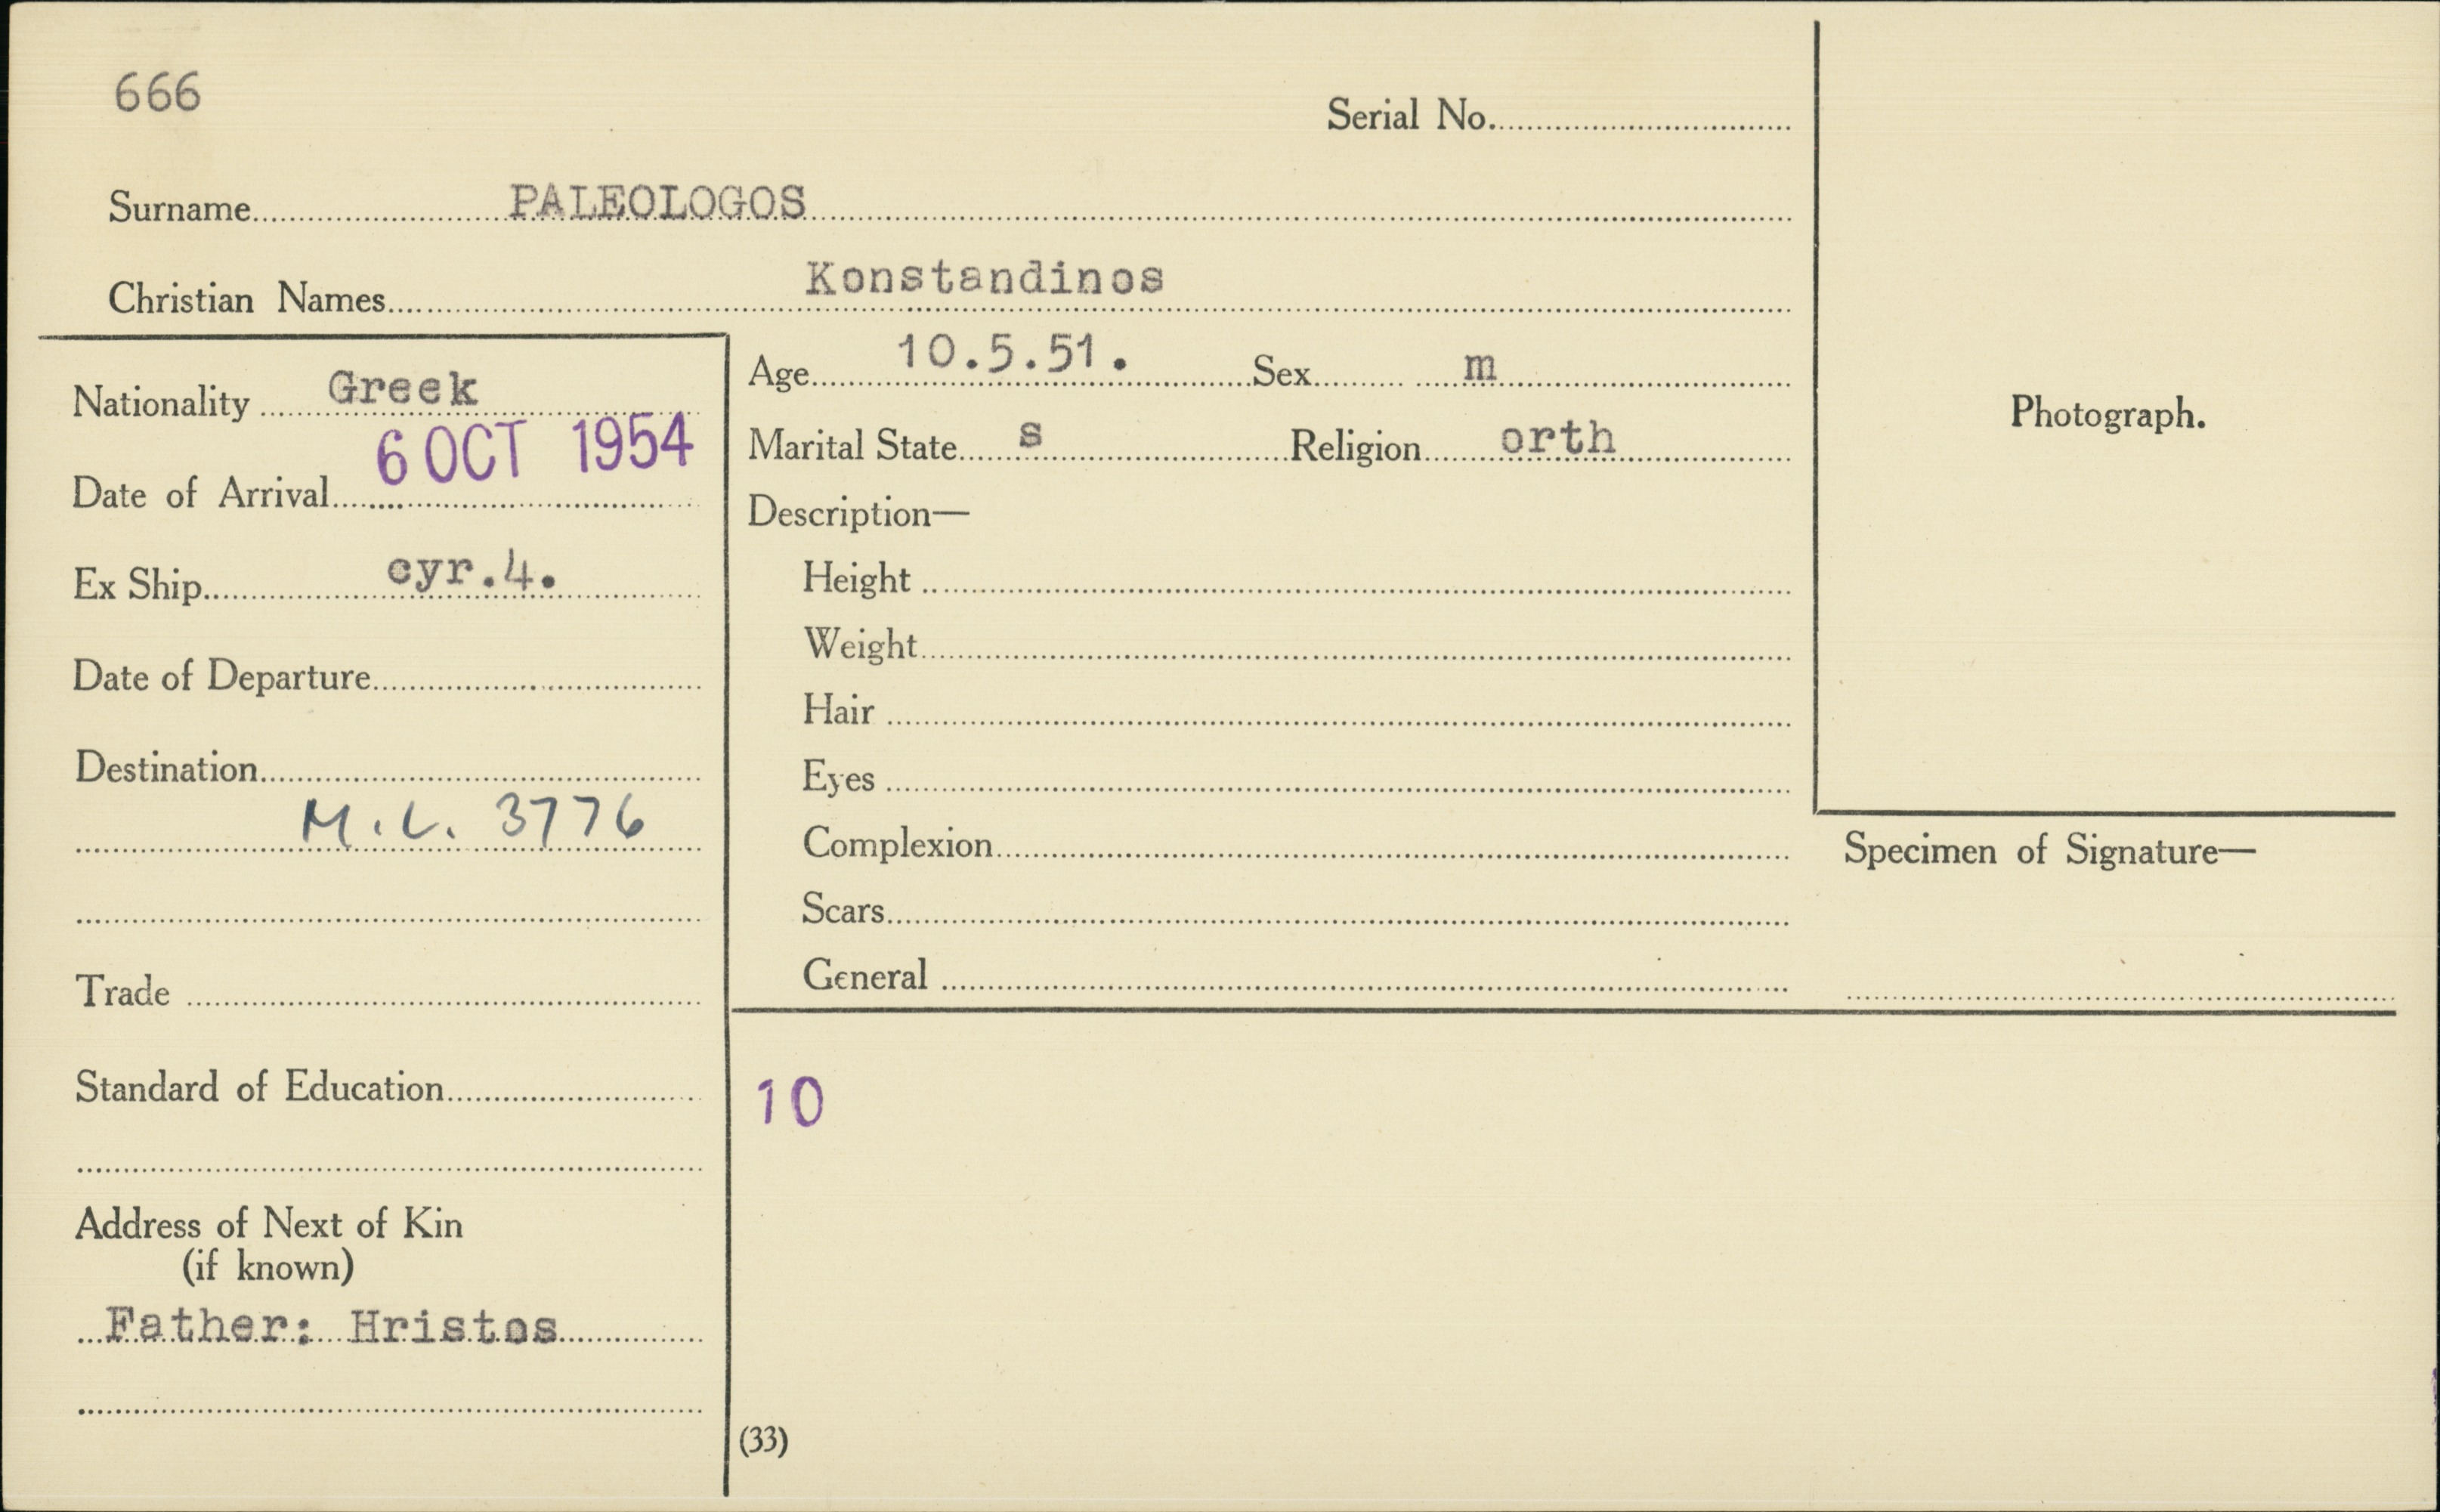 666
Serial No.
Surname PALEOLOGOS
Christian Names Konstandinos
Nationality Greek
Date of Arrival 6 OCT 1954
Ex Ship cyr.4.
Date of Departure
Destination
M.L. 3776
Trade
Standard of Education
Address of Next of Kin
(if known)
Father: Hristos
Age 10.5.51. Sex m
Marital State s Religion orth
Description—
Height
Weight
Hair
Eyes
Complexion
Scars
General
Photograph.
Specimen of Signature—
10
(33)